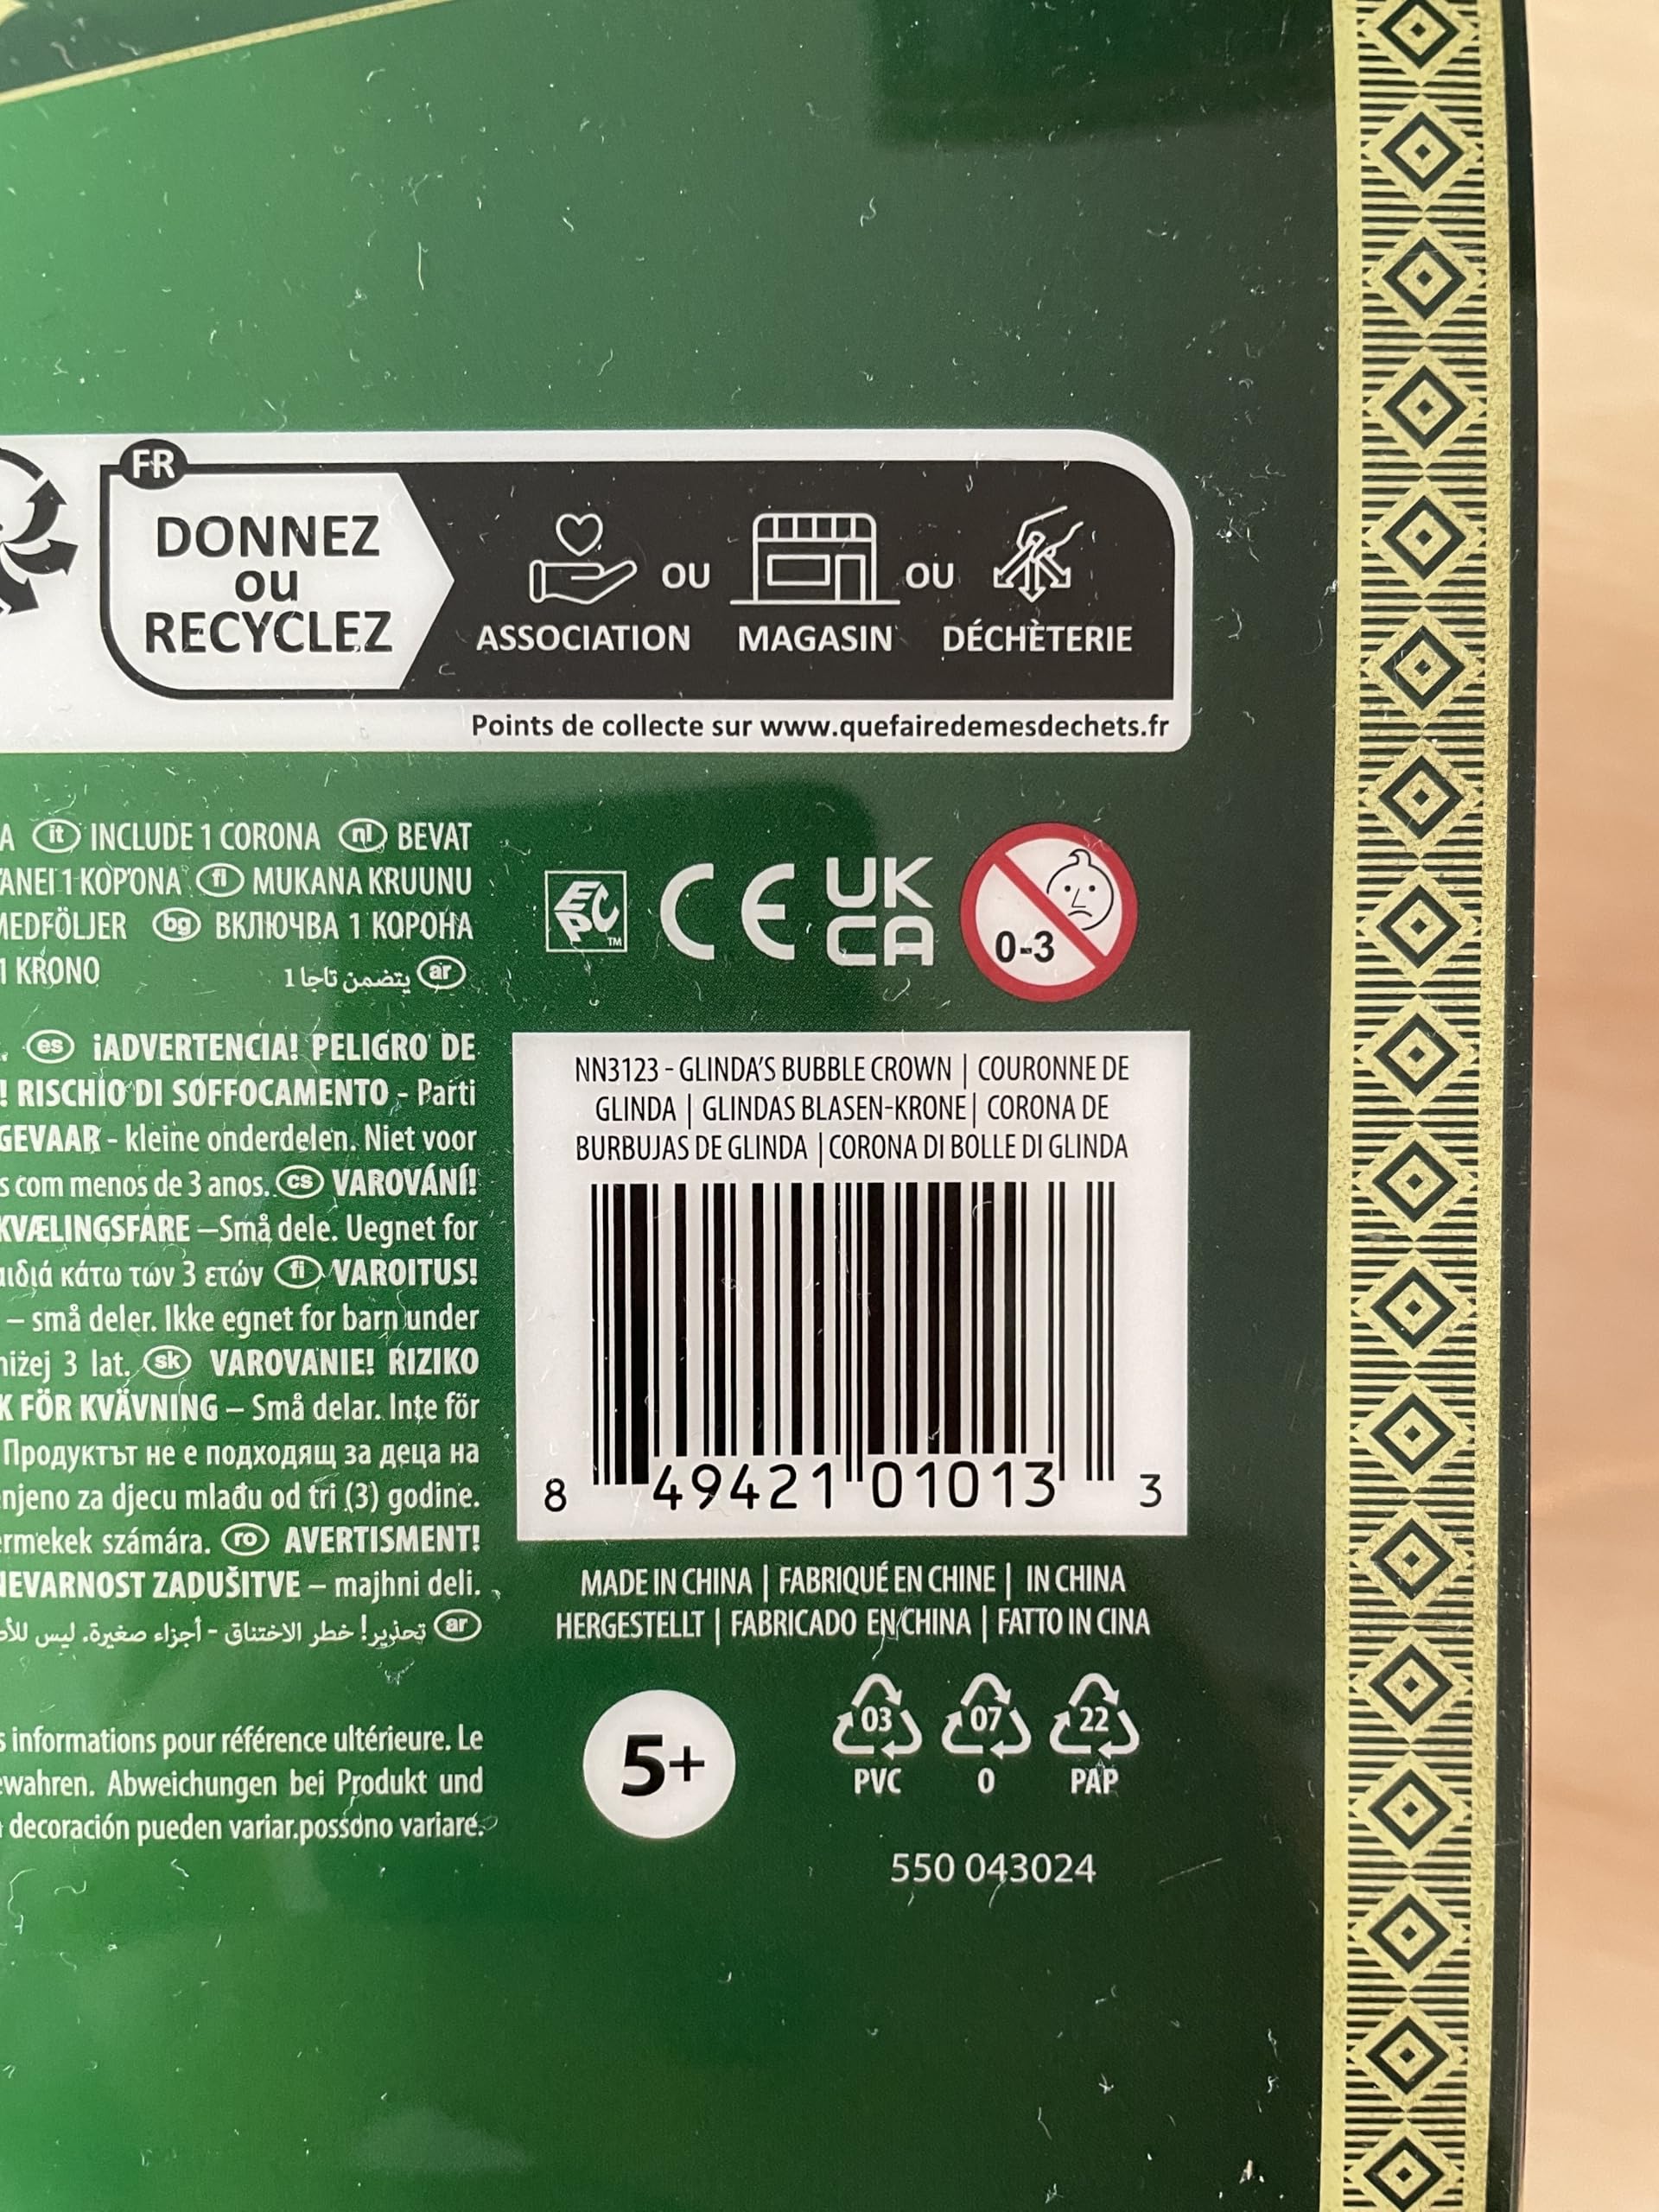 FR
DONNEZ
ou
RECYCLEZ
ASSOCIATION
OU
MAGASIN
OU
DÉCHÈTERIE
Points de collecte sur www.quefairedemesdechets.fr
A it INCLUDE 1 CORONA nl BEVAT
ΚΟΡΌΝΑ fi MUKANA KRUUNU
MEDFÖLJER bg ВКЛЮЧВА 1 КОРОНА
1 KRONO ar يتضمن تاجا 1
es ¡ADVERTENCIA! PELIGRO DE
! RISCHIO DI SOFFOCAMENTO - Parti
GEVAAR - kleine onderdelen. Niet voor
s com menos de 3 anos. cs VAROVÁNÍ!
KVÆLINGSFARE –Små dele. Uegnet for
κάτω των 3 ετών fi VAROITUS!
– små deler. Ikke egnet for barn under
3 lat. sk VAROVANIE! RIZIKO
K FÖR KVÄVNING – Små delar. Inte för
Продуктът не е подходящ за деца на
za djecu mlađu od tri (3) godine.
számára. ro AVERTISMENT!
NEVARNOST ZADUŠITVE – majhni deli.
ar تحذير! خطر الاختناق - أجزاء صغيرة. ليس
s informations pour référence ultérieure. Le
Abweichungen bei Produkt und
decoración pueden variar.possono variare.
EC
PC
TM
CE
UK
CA
0-3
NN3123 - GLINDA'S BUBBLE CROWN | COURONNE DE
GLINDA | GLINDAS BLASEN-KRONE | CORONA DE
BURBUJAS DE GLINDA | CORONA DI BOLLE DI GLINDA
8 49421 01013 3
MADE IN CHINA | FABRIQUÉ EN CHINE | IN CHINA
HERGESTELLT | FABRICADO EN CHINA | FATTO IN CINA
5+
03 07 22
PVC O PAP
550 043024